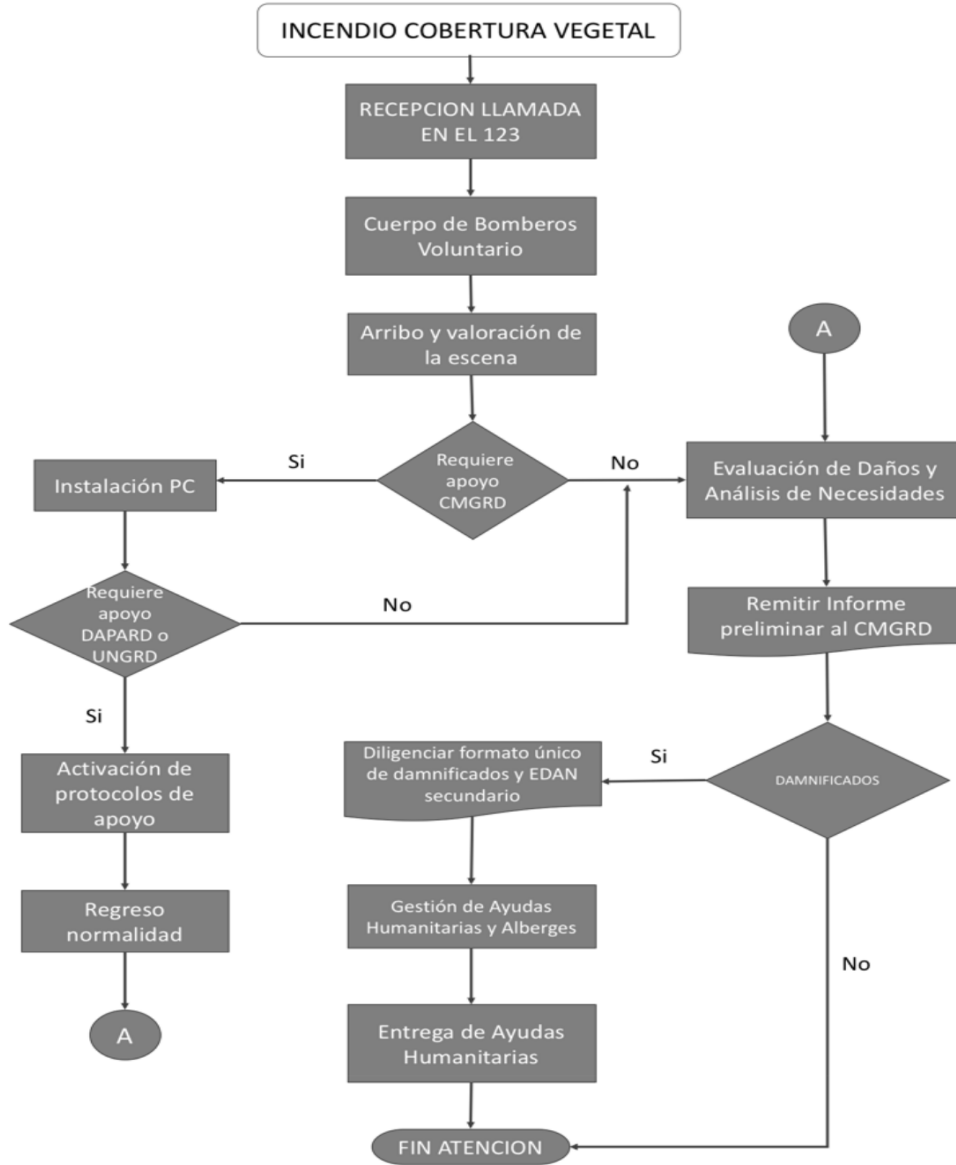 INCENDIO COBERTURA VEGETAL
RECEPCION LLAMADA
EN EL 123
Cuerpo de Bomberos
Voluntario
Arribo y valoración de
la escena
A
Requiere
apoyo
CMGRD
Si
No
Instalación PC
Evaluación de Daños y
Análisis de Necesidades
Requiere
apoyo
DAPARD o
UNGRD
No
Si
Remitir Informe
preliminar al CMGRD
Activación de
protocolos de
apoyo
Diligenciar formato único
de damnificados y EDAN
secundario
Si
DAMNIFICADOS
Regreso
normalidad
Gestión de Ayudas
Humanitarias y Alberges
No
A
Entrega de Ayudas
Humanitarias
FIN ATENCION